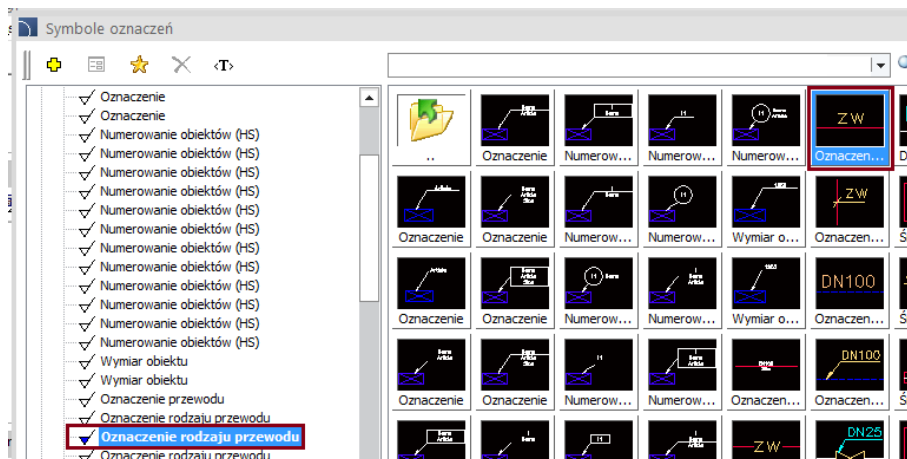 Symbole oznaczeń
<T>
Oznaczenie
Oznaczenie
Numerowanie obiektów (HS)
Numerowanie obiektów (HS)
Numerowanie obiektów (HS)
Numerowanie obiektów (HS)
Numerowanie obiektów (HS)
Numerowanie obiektów (HS)
Numerowanie obiektów (HS)
Numerowanie obiektów (HS)
Numerowanie obiektów (HS)
Numerowanie obiektów (HS)
Numerowanie obiektów (HS)
Numerowanie obiektów (HS)
Wymiar obiektu
Wymiar obiektu
Oznaczenie przewodu
Oznaczenie rodzaju przewodu
Oznaczenie rodzaju przewodu
Oznaczenie rodzaju przewodu
ZW
.. Oznaczenie Numerow... Numerow... Numerow... Oznaczen...
ZW
Oznaczenie Oznaczenie Numerow... Numerow... Wymiar o... Oznaczen...
DN100
Oznaczenie Oznaczenie Numerow... Numerow... Wymiar o... Oznaczen...
DN100
Oznaczenie Oznaczenie Numerow... Numerow... Oznaczen... Oznaczen...
ZW DN25